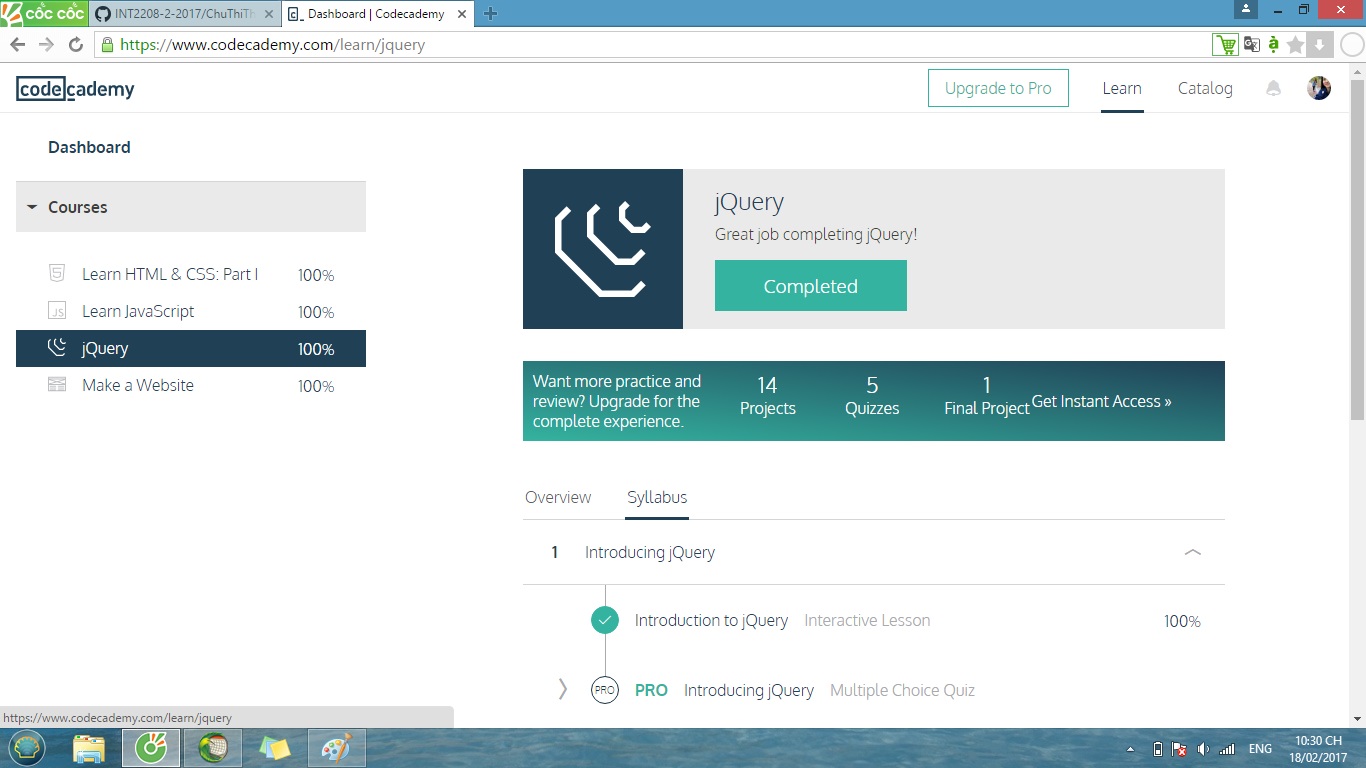 cốc cốc
INT2208-2-2017/ChuThiTh
Dashboard | Codecademy
https://www.codecademy.com/learn/jquery
codecademy
Upgrade to Pro
Learn
Catalog
Dashboard
Courses
Learn HTML & CSS: Part I 100%
Learn JavaScript 100%
jQuery 100%
Make a Website 100%
jQuery
Great job completing jQuery!
Completed
Want more practice and
review? Upgrade for the
complete experience.
14
Projects
5
Quizzes
1
Final Project
Get Instant Access »
Overview
Syllabus
1 Introducing jQuery
Introduction to jQuery Interactive Lesson 100%
PRO PRO Introducing jQuery Multiple Choice Quiz
https://www.codecademy.com/learn/jquery
ENG
10:30 CH
18/02/2017